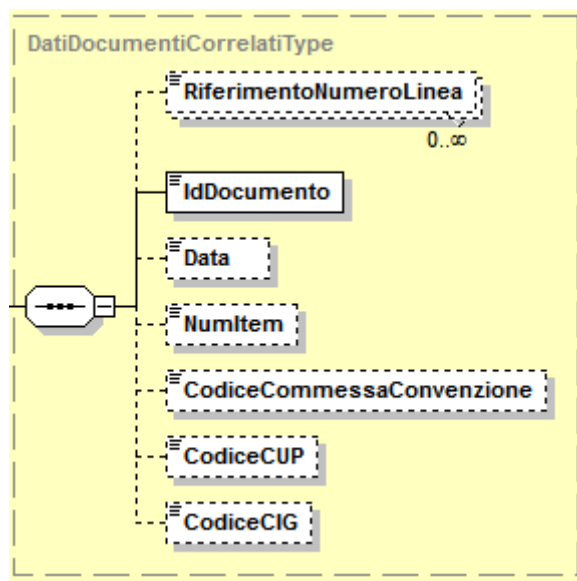 DatiDocumentiCorrelatiType
RiferimentoNumeroLinea
0..∞
IdDocumento
Data
NumItem
CodiceCommessaConvenzione
CodiceCUP
CodiceCIG